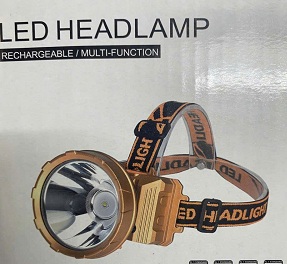 LED HEADLAMP
RECHARGEABLE / MULTI-FUNCTION
LED HEADLIGHT